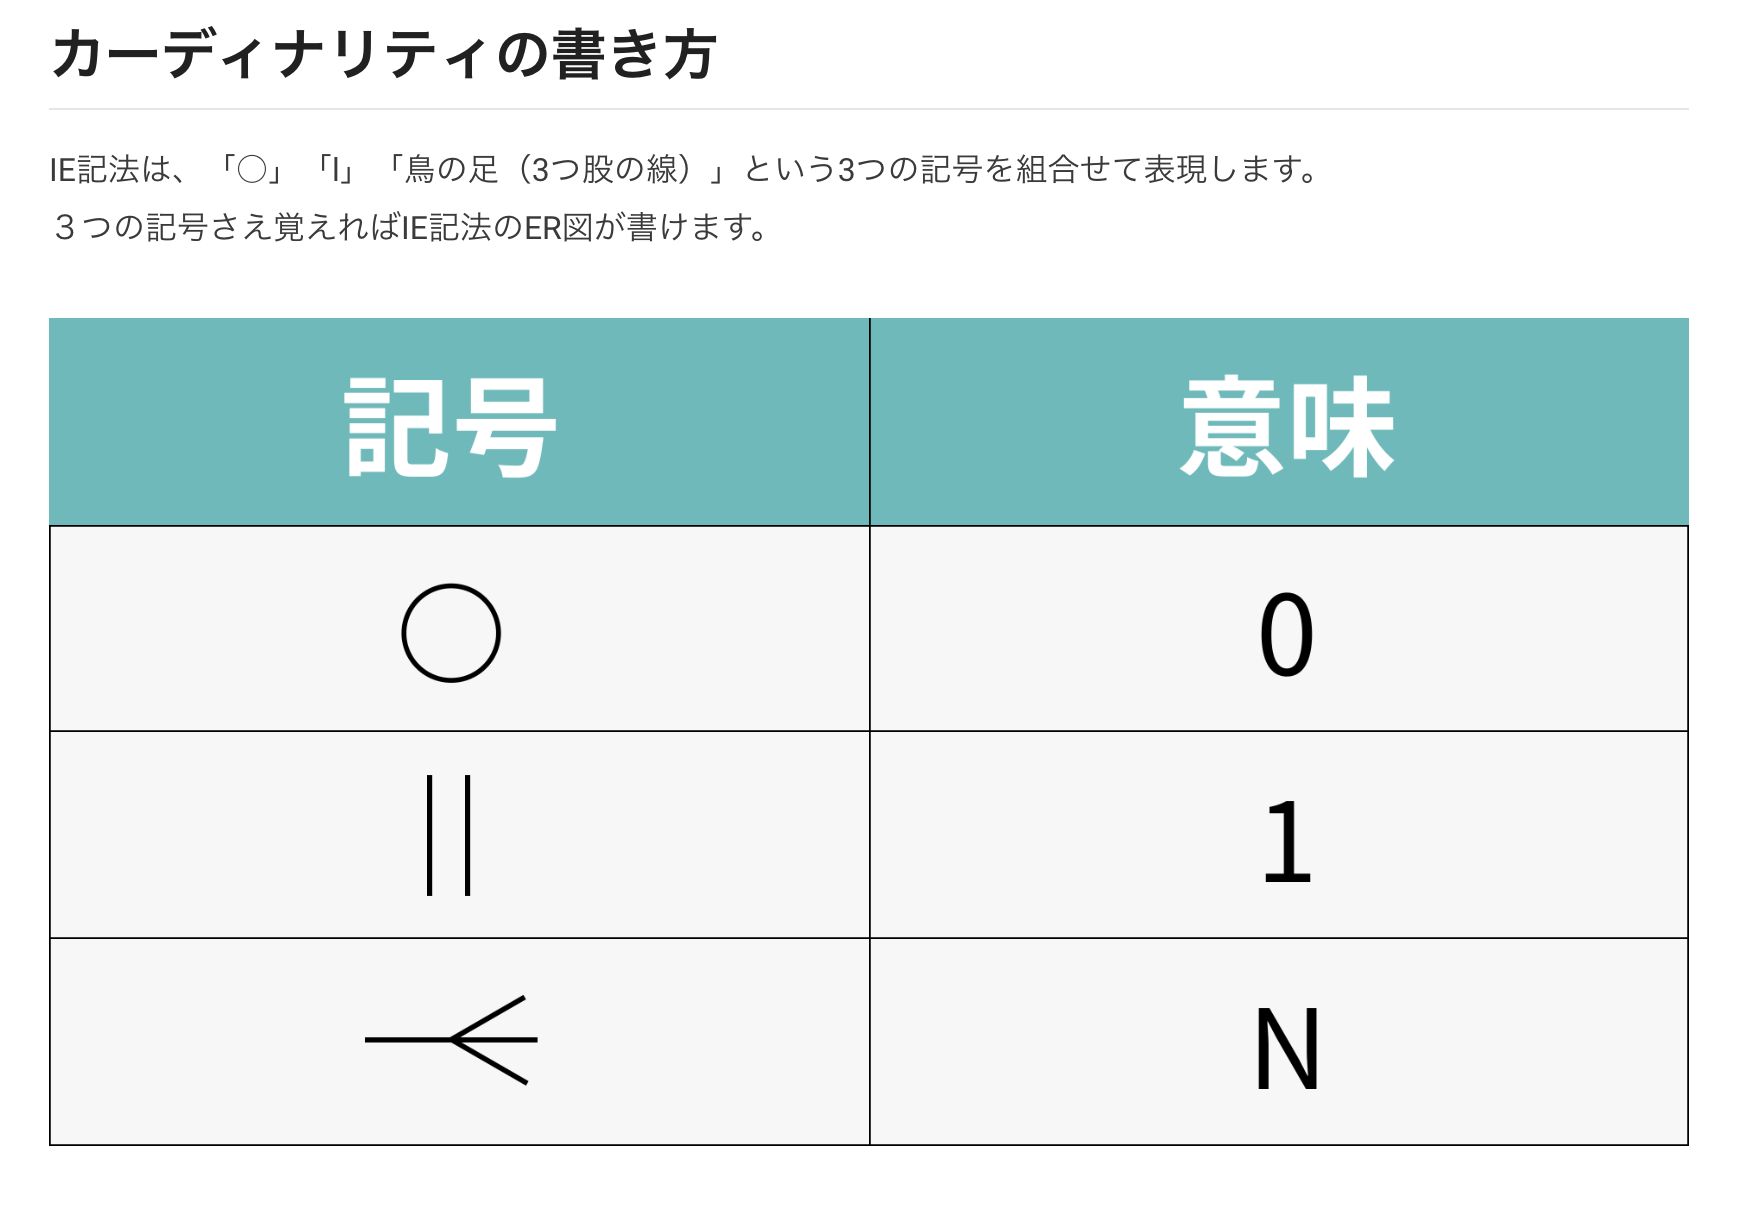 カーディナリティの書き方
IE記法は、「○」「l」「鳥の足（3つ股の線）」という3つの記号を組合せて表現します。
３つの記号さえ覚えればIE記法のER図が書けます。
記号 意味
0
1
N